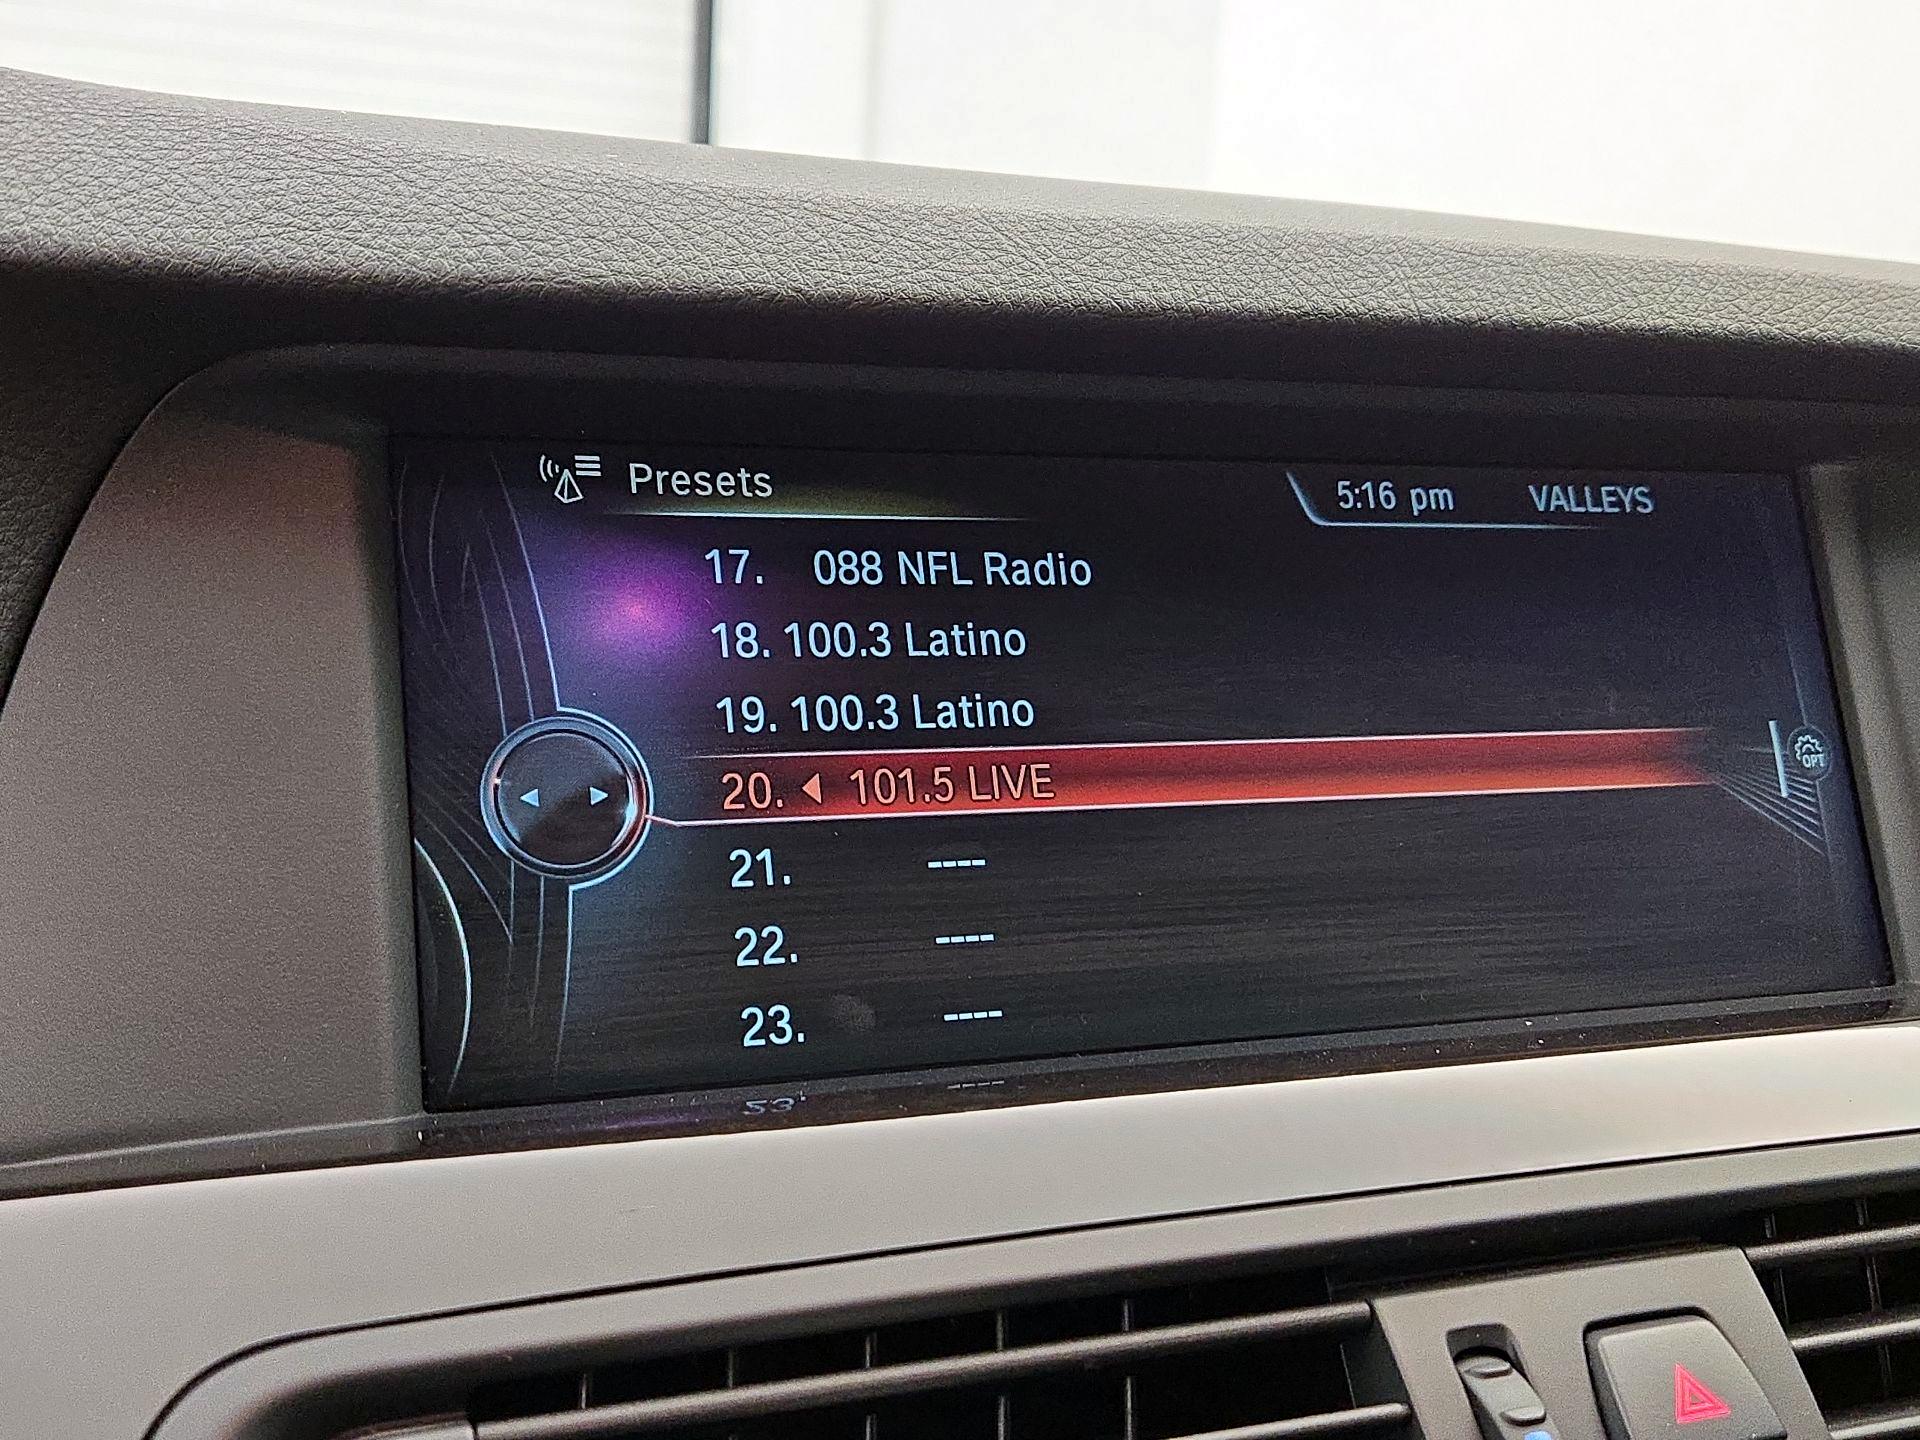 Presets
5:16 pm VALLEYS
17. 088 NFL Radio
18. 100.3 Latino
19. 100.3 Latino
20. ◄ 101.5 LIVE
OPT
21. ----
22. ----
23. ----